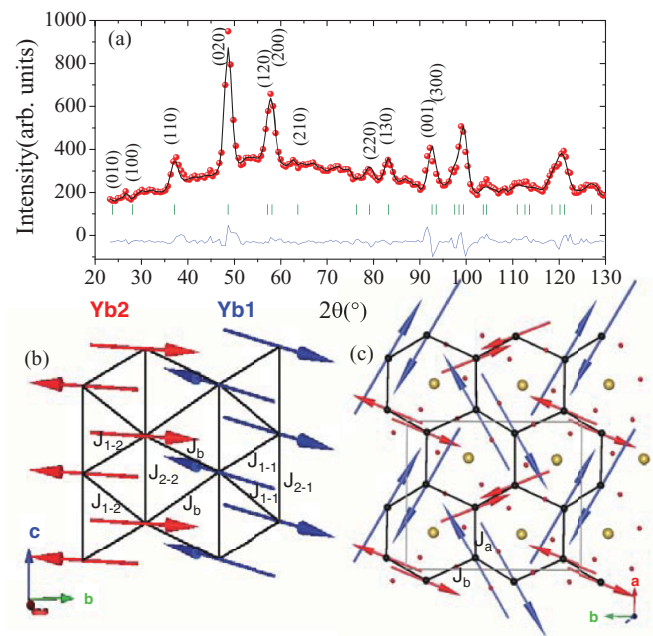 (a)
1000
800
600
400
200
0
Intensity(arb. units)
(010)
(100)
(110)
(020)
(120)
(200)
(210)
(220)
(130)
(001)
(300)
20 30 40 50 60 70 80 90 100 110 120 130
2θ(°)
Yb2 Yb1
(b)
J1-2
Jb
J1-1
J2-2
J2-1
J1-2
Jb
J1-1
c
b
(c)
Ja
Jb
a
b